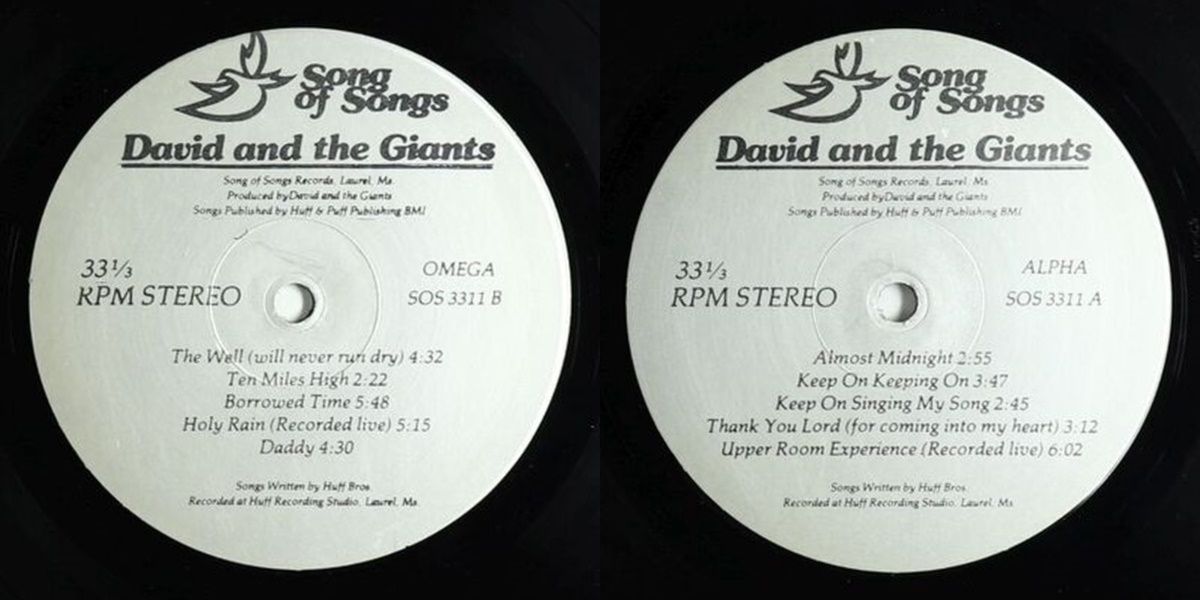 Song
of Songs
David and the Giants
Song of Songs Records, Laurel, Ms.
Produced by David and the Giants
Songs Published by Huff & Puff Publishing BMI
33⅓
RPM STEREO
OMEGA
SOS 3311 B
The Well (will never run dry) 4:32
Ten Miles High 2:22
Borrowed Time 5:48
Holy Rain (Recorded live) 5:15
Daddy 4:30
Songs Written by Huff Bros.
Recorded at Huff Recording Studio, Laurel, Ms.
Song
of Songs
David and the Giants
Song of Songs Records, Laurel, Ms.
Produced by David and the Giants
Songs Published by Huff & Puff Publishing BMI
33⅓
RPM STEREO
ALPHA
SOS 3311 A
Almost Midnight 2:55
Keep On Keeping On 3:47
Keep On Singing My Song 2:45
Thank You Lord (for coming into my heart) 3:12
Upper Room Experience (Recorded live) 6:02
Songs Written by Huff Bros.
Recorded at Huff Recording Studio, Laurel, Ms.